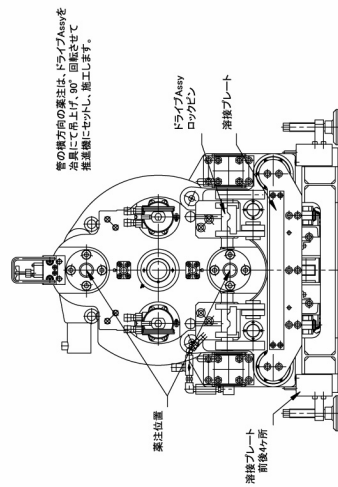 管の横方向の薬注は、ドライブAssyを
冶具にて吊上げ、90°回転させて
推進機にセットし、施工します。
ドライブAssy
ロックピン
溶接プレート
薬注位置
溶接プレート
前後4ヶ所